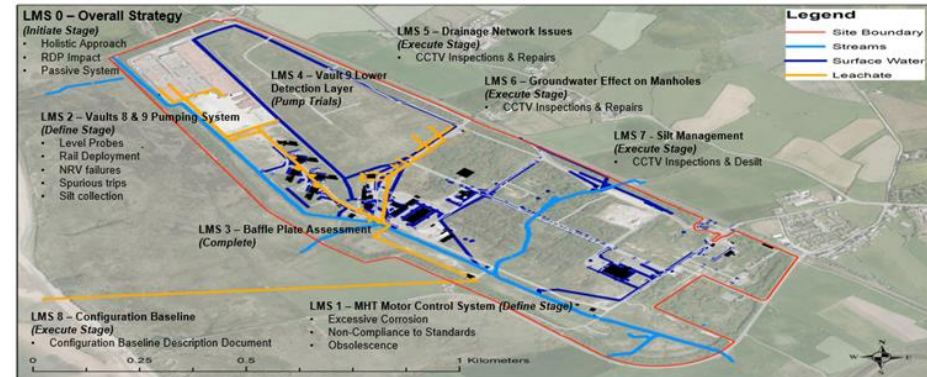 LMS 0 – Overall Strategy
(Initiate Stage)
• Holistic Approach
• RDP Impact
• Passive System
LMS 5 – Drainage Network Issues
(Execute Stage)
• CCTV Inspections & Repairs
Legend
Site Boundary
Streams
Surface Water
Leachate
LMS 4 – Vault 9 Lower
Detection Layer
(Pump Trials)
LMS 6 – Groundwater Effect on Manholes
(Execute Stage)
• CCTV Inspections & Repairs
LMS 2 – Vaults 8 & 9 Pumping System
(Define Stage)
• Level Probes
• Rail Deployment
• NRV failures
• Spurious trips
• Silt collection
LMS 7 - Silt Management
(Execute Stage)
• CCTV Inspections & Desilt
LMS 3 – Baffle Plate Assessment
(Complete)
LMS 8 – Configuration Baseline
(Execute Stage)
• Configuration Baseline Description Document
LMS 1 – MHT Motor Control System (Define Stage)
• Excessive Corrosion
• Non-Compliance to Standards
• Obsolescence
0 0.25 0.5 1 Kilometers
N
W E
S